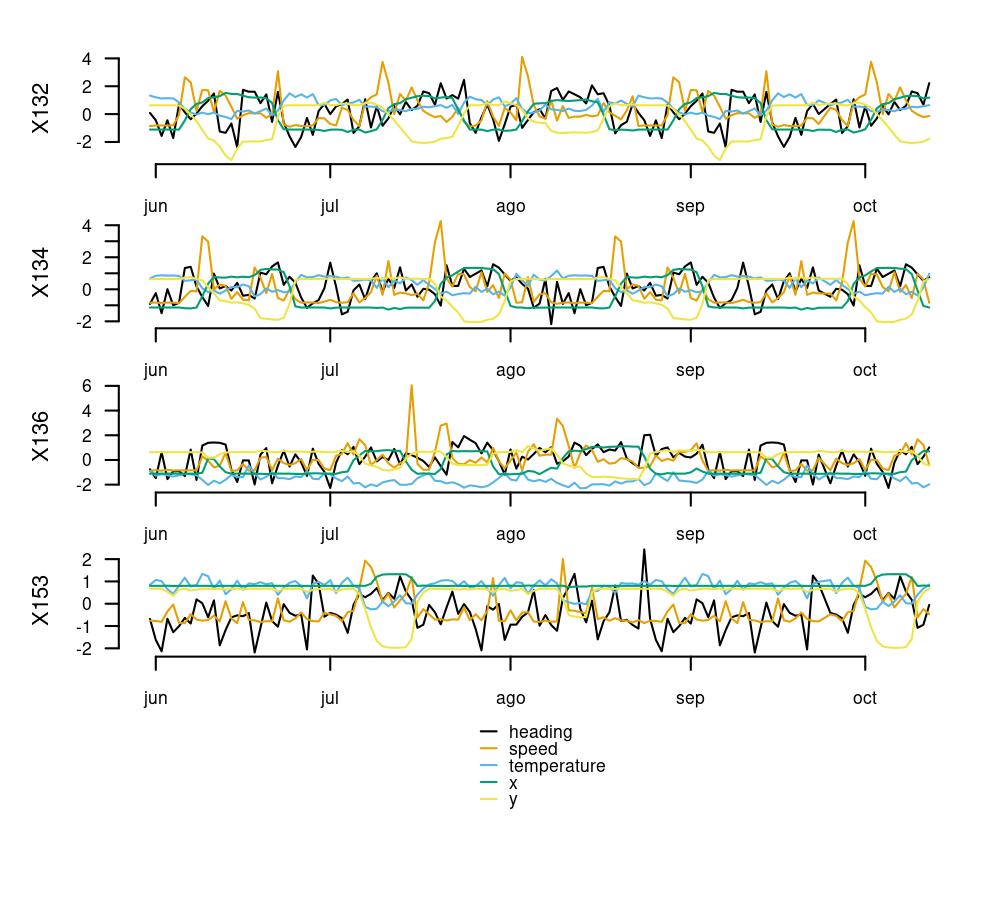 X132
4
2
0
-2
jun jul ago sep oct
X134
4
2
0
-2
jun jul ago sep oct
X136
6
4
2
0
-2
jun jul ago sep oct
X153
2
1
0
-1
-2
jun jul ago sep oct
heading
speed
temperature
x
y